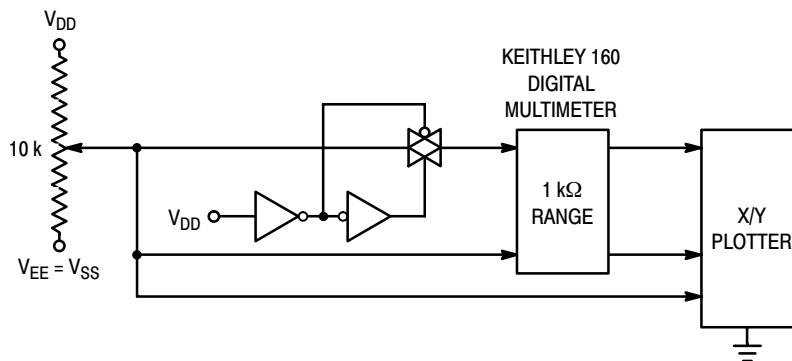 V_DD
10 k
V_EE = V_SS
V_DD
KEITHLEY 160
DIGITAL
MULTIMETER
1 kΩ
RANGE
X/Y
PLOTTER